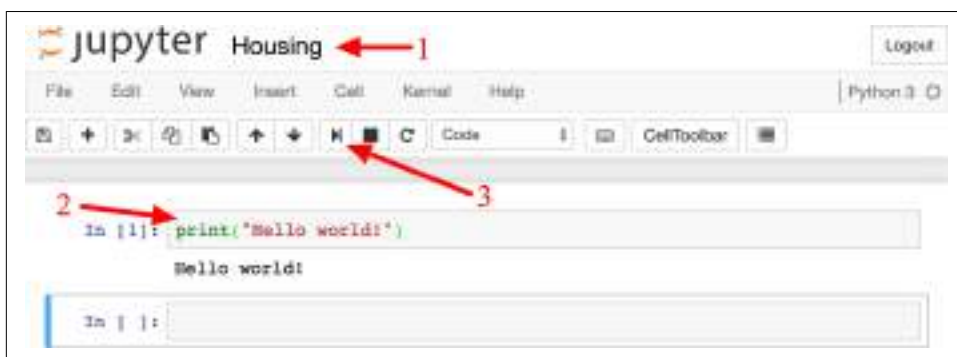 jupyter Housing 1 Logout
File Edit View Insert Cell Kernel Help Python 3
Code CellToolbar
3
2
In [1]: print("Hello world!")
Hello world!
In [ ]: